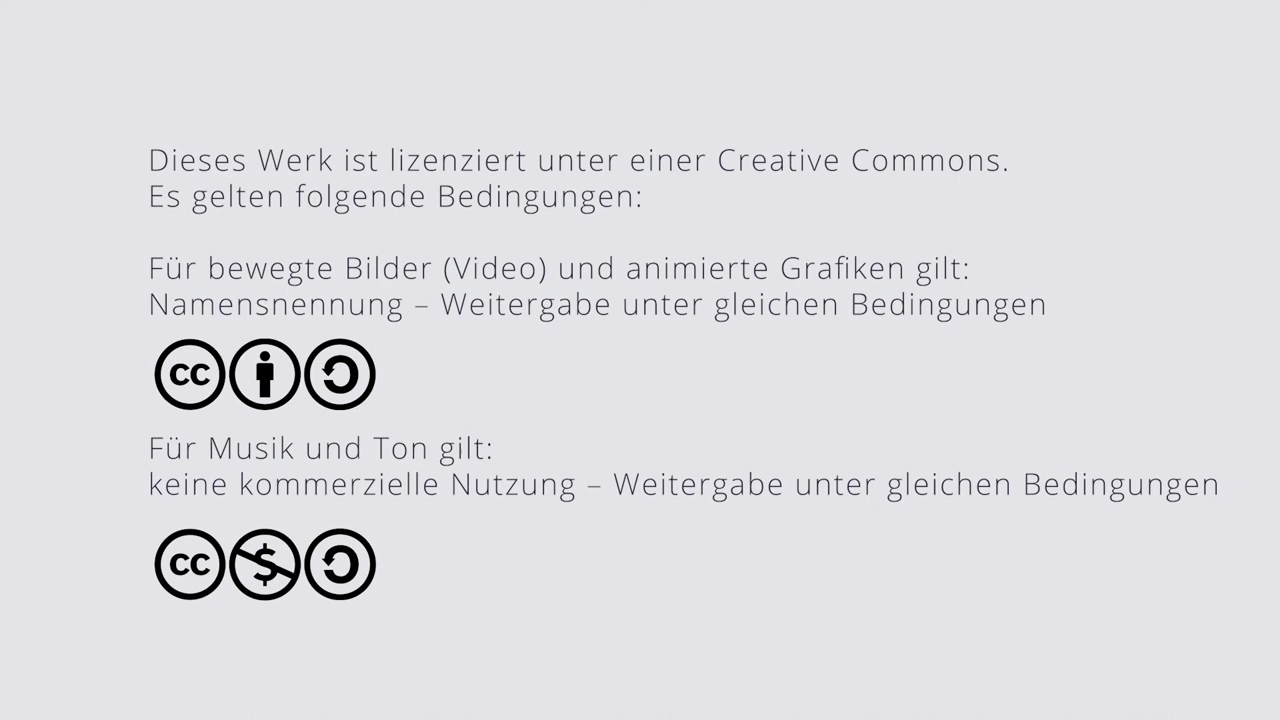 Dieses Werk ist lizenziert unter einer Creative Commons.
Es gelten folgende Bedingungen:
Für bewegte Bilder (Video) und animierte Grafiken gilt:
Namensnennung – Weitergabe unter gleichen Bedingungen
cc
Für Musik und Ton gilt:
keine kommerzielle Nutzung – Weitergabe unter gleichen Bedingungen
cc $